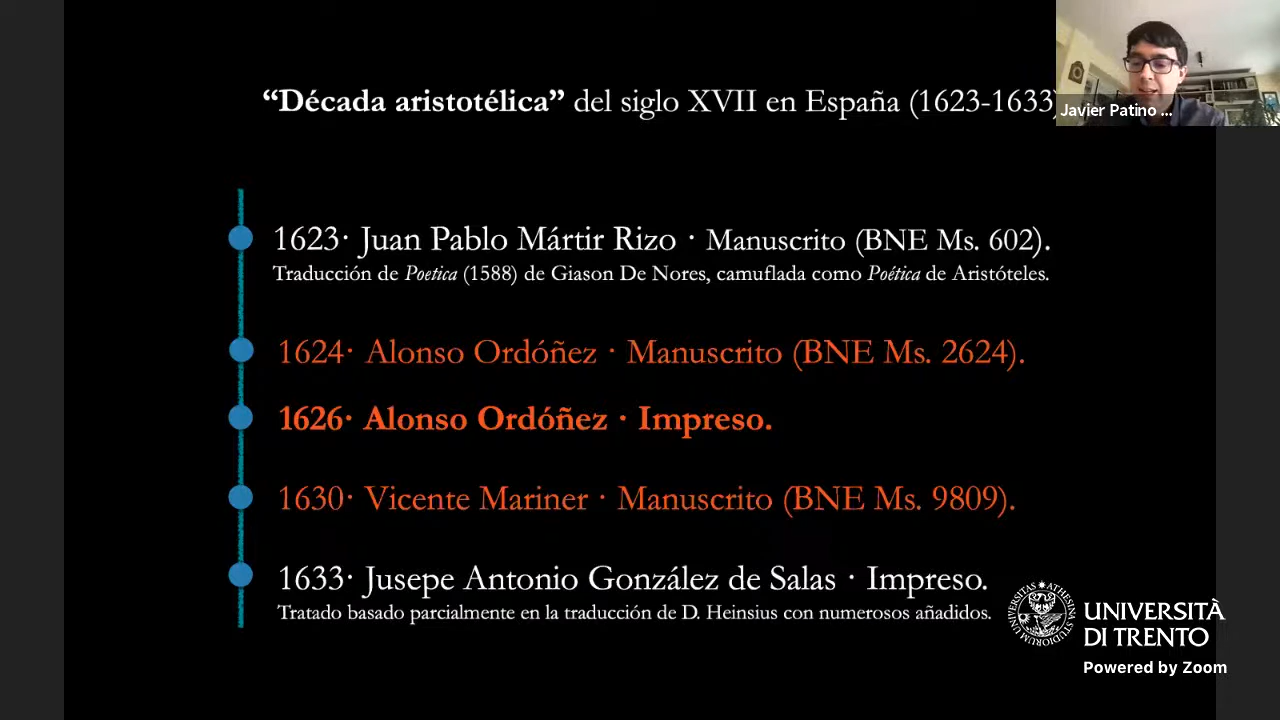 “Década aristotélica” del siglo XVII en España (1623-1633)
Javier Patino ...
1623· Juan Pablo Mártir Rizo · Manuscrito (BNE Ms. 602).
Traducción de Poetica (1588) de Giason De Nores, camuflada como Poética de Aristóteles.
1624· Alonso Ordóñez · Manuscrito (BNE Ms. 2624).
1626· Alonso Ordóñez · Impreso.
1630· Vicente Mariner · Manuscrito (BNE Ms. 9809).
1633· Jusepe Antonio González de Salas · Impreso.
Tratado basado parcialmente en la traducción de D. Heinsius con numerosos añadidos.
UNIVERSITÀ
DI TRENTO
Powered by Zoom